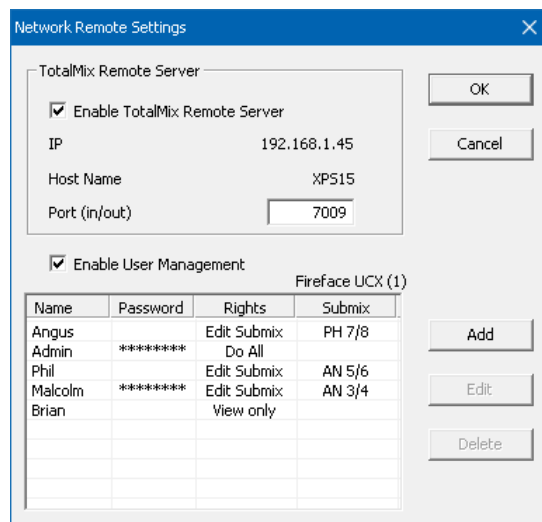 Network Remote Settings
TotalMix Remote Server
OK
Enable TotalMix Remote Server
IP 192.168.1.45
Cancel
Host Name XPS15
Port (in/out) 7009
Enable User Management
Fireface UCX (1)
Name Password Rights Submix
Angus Edit Submix PH 7/8
Add
Admin ******** Do All
Phil Edit Submix AN 5/6
Malcolm ******** Edit Submix AN 3/4
Edit
Brian View only
Delete